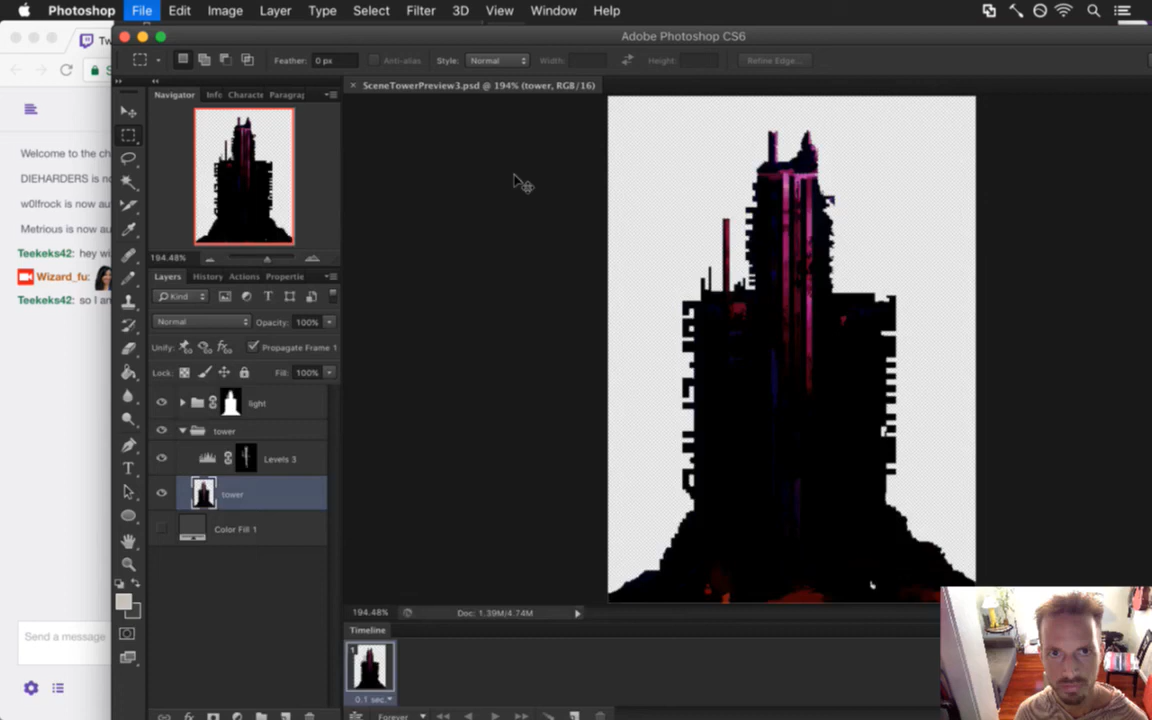 Photoshop File Edit Image Layer Type Select Filter 3D View Window Help
Adobe Photoshop CS6
Tw
S
Feather: 0 px Anti-alias Style: Normal Width: Height: Refine Edge...
Navigator Info Characte Paragraj
SceneTowerPreview3.psd @ 194% (tower, RGB/16)
Welcome to the ch
DIEHARDERS is no
w0lfrock is now au
Metrious is now au
Teekeks42: hey wi
Wizard_fu:
Teekeks42: so I an
194.48%
Layers History Actions Propertie
Kind
Normal Opacity: 100%
Unify: Propagate Frame 1
Lock: Fill: 100%
light
tower
Levels 3
tower
Color Fill 1
194.48% Doc: 1.39M/4.74M
Timeline
1
0.1 sec.
Forever
Send a message